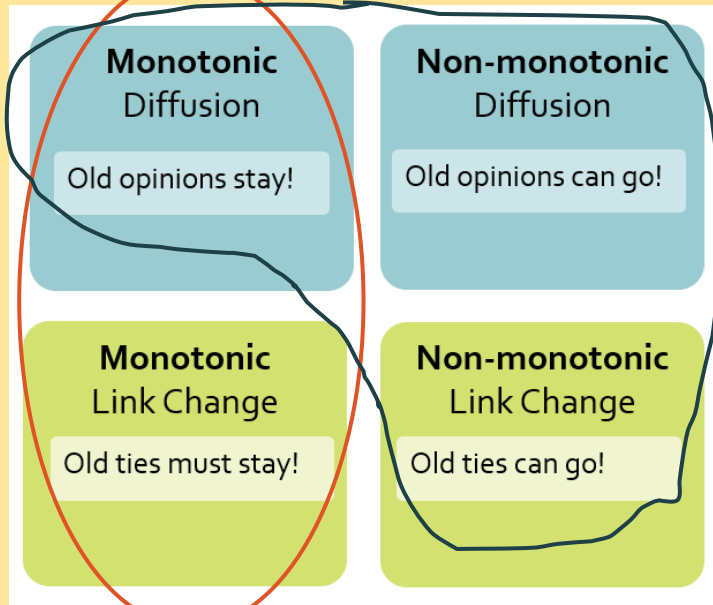 Monotonic
Diffusion
Old opinions stay!
Non-monotonic
Diffusion
Old opinions can go!
Monotonic
Link Change
Old ties must stay!
Non-monotonic
Link Change
Old ties can go!